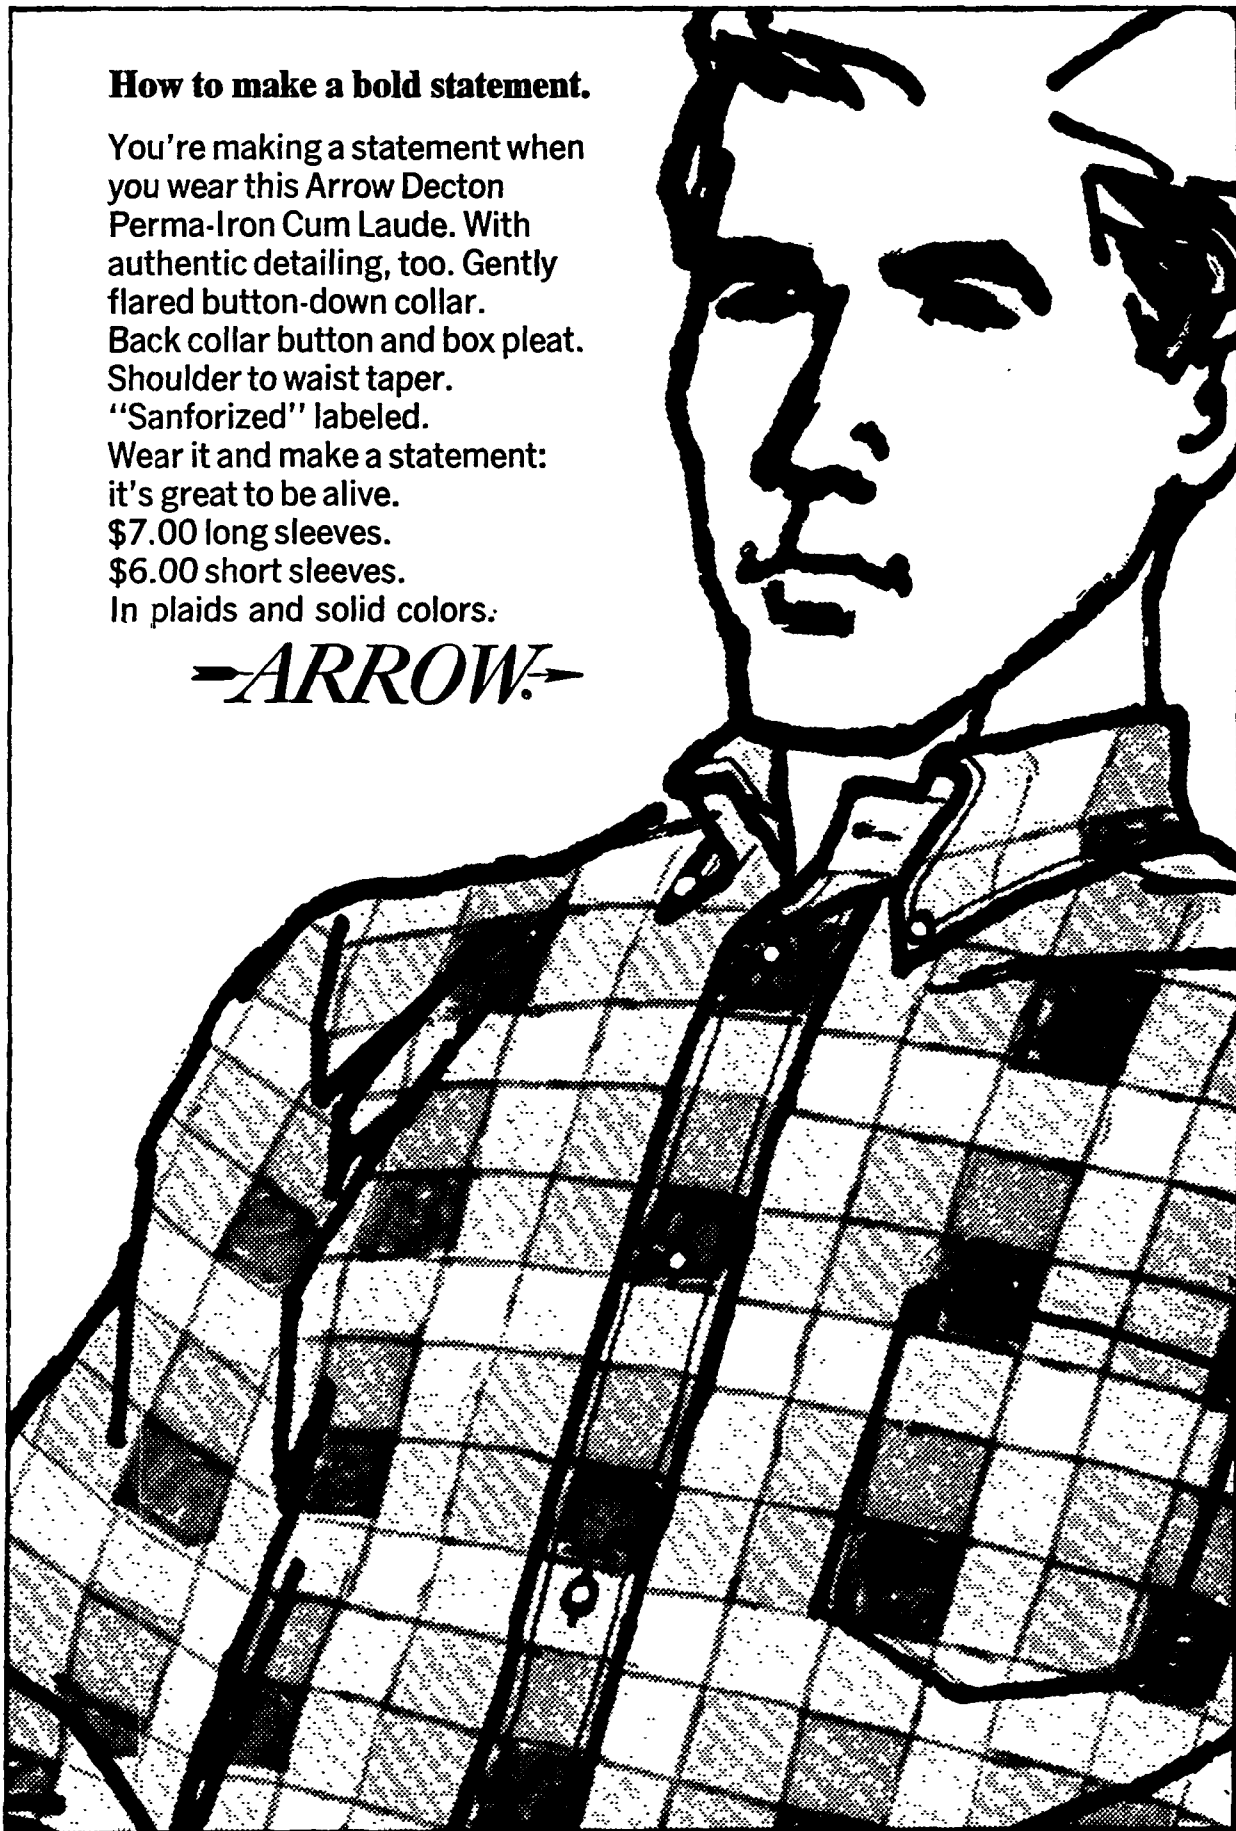 How to make a bold statement.
You're making a statement when
you wear this Arrow Decton
Perma-Iron Cum Laude. With
authentic detailing, too. Gently
flared button-down collar.
Back collar button and box pleat.
Shoulder to waist taper.
"Sanforized" labeled.
Wear it and make a statement:
it's great to be alive.
$7.00 long sleeves.
$6.00 short sleeves.
In plaids and solid colors.
ARROW.